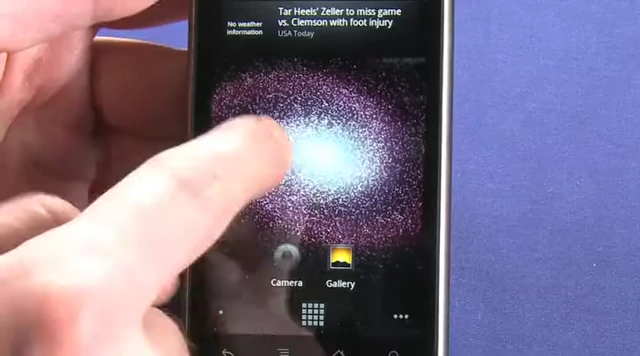 Tar Heels' Zeller to miss game
vs. Clemson with foot injury
USA Today
No weather
information
Camera
Gallery